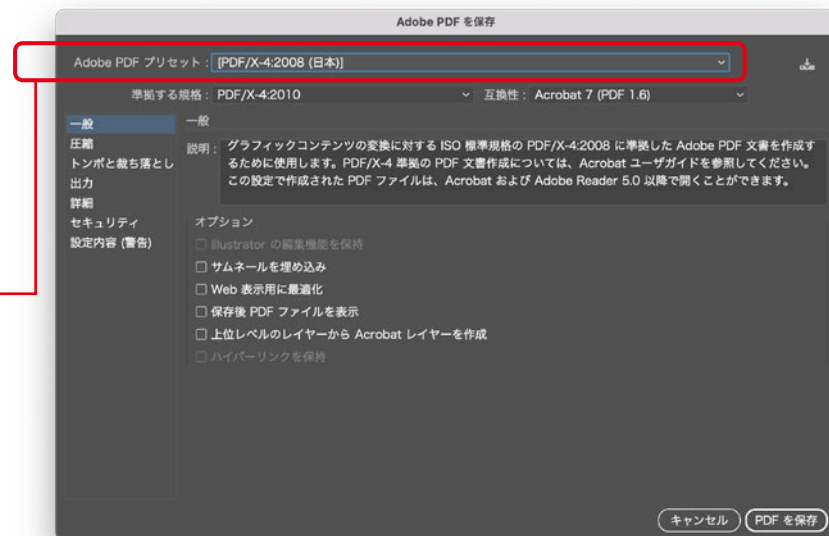 Adobe PDF を保存
Adobe PDF プリセット : [PDF/X-4:2008 (日本)]
準拠する規格 : PDF/X-4:2010 互換性 : Acrobat 7 (PDF 1.6)
一般
圧縮
トンボと裁ち落とし
出力
詳細
セキュリティ
設定内容 (警告)
一般
説明 : グラフィックコンテンツの変換に対する ISO 標準規格の PDF/X-4:2008 に準拠した Adobe PDF 文書を作成す
るために使用します。PDF/X-4 準拠の PDF 文書作成については、Acrobat ユーザガイドを参照してください。
この設定で作成された PDF ファイルは、Acrobat および Adobe Reader 5.0 以降で開くことができます。
オプション
Illustrator の編集機能を保持
サムネールを埋め込み
Web 表示用に最適化
保存後 PDF ファイルを表示
上位レベルのレイヤーから Acrobat レイヤーを作成
ハイパーリンクを保持
キャンセル PDF を保存